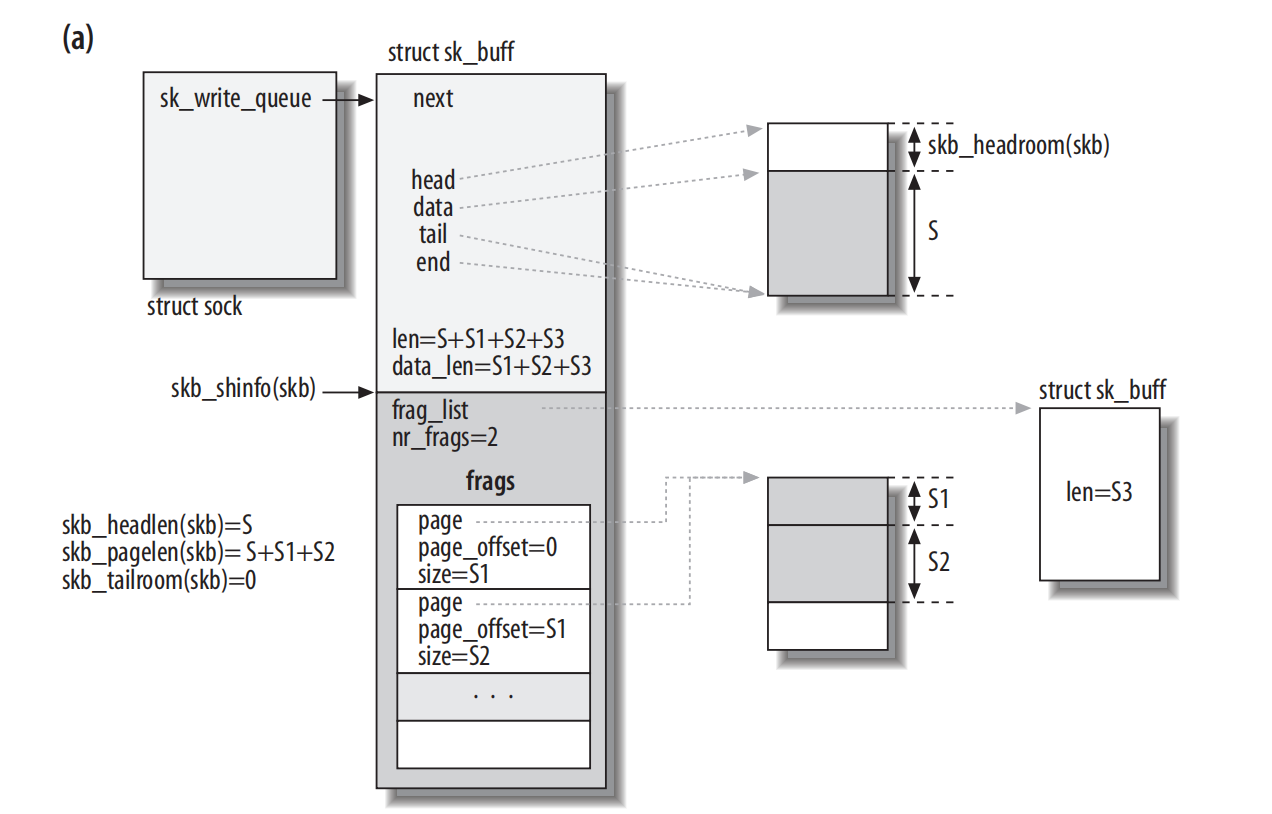 (a)
struct sk_buff
sk_write_queue
next
skb_headroom(skb)
head
data
tail
end
S
struct sock
len=S+S1+S2+S3
data_len=S1+S2+S3
skb_shinfo(skb)
struct sk_buff
frag_list
nr_frags=2
frags
S1
len=S3
skb_headlen(skb)=S
skb_pagelen(skb)= S+S1+S2
skb_tailroom(skb)=0
page
page_offset=0
size=S1
S2
page
page_offset=S1
size=S2
. . .